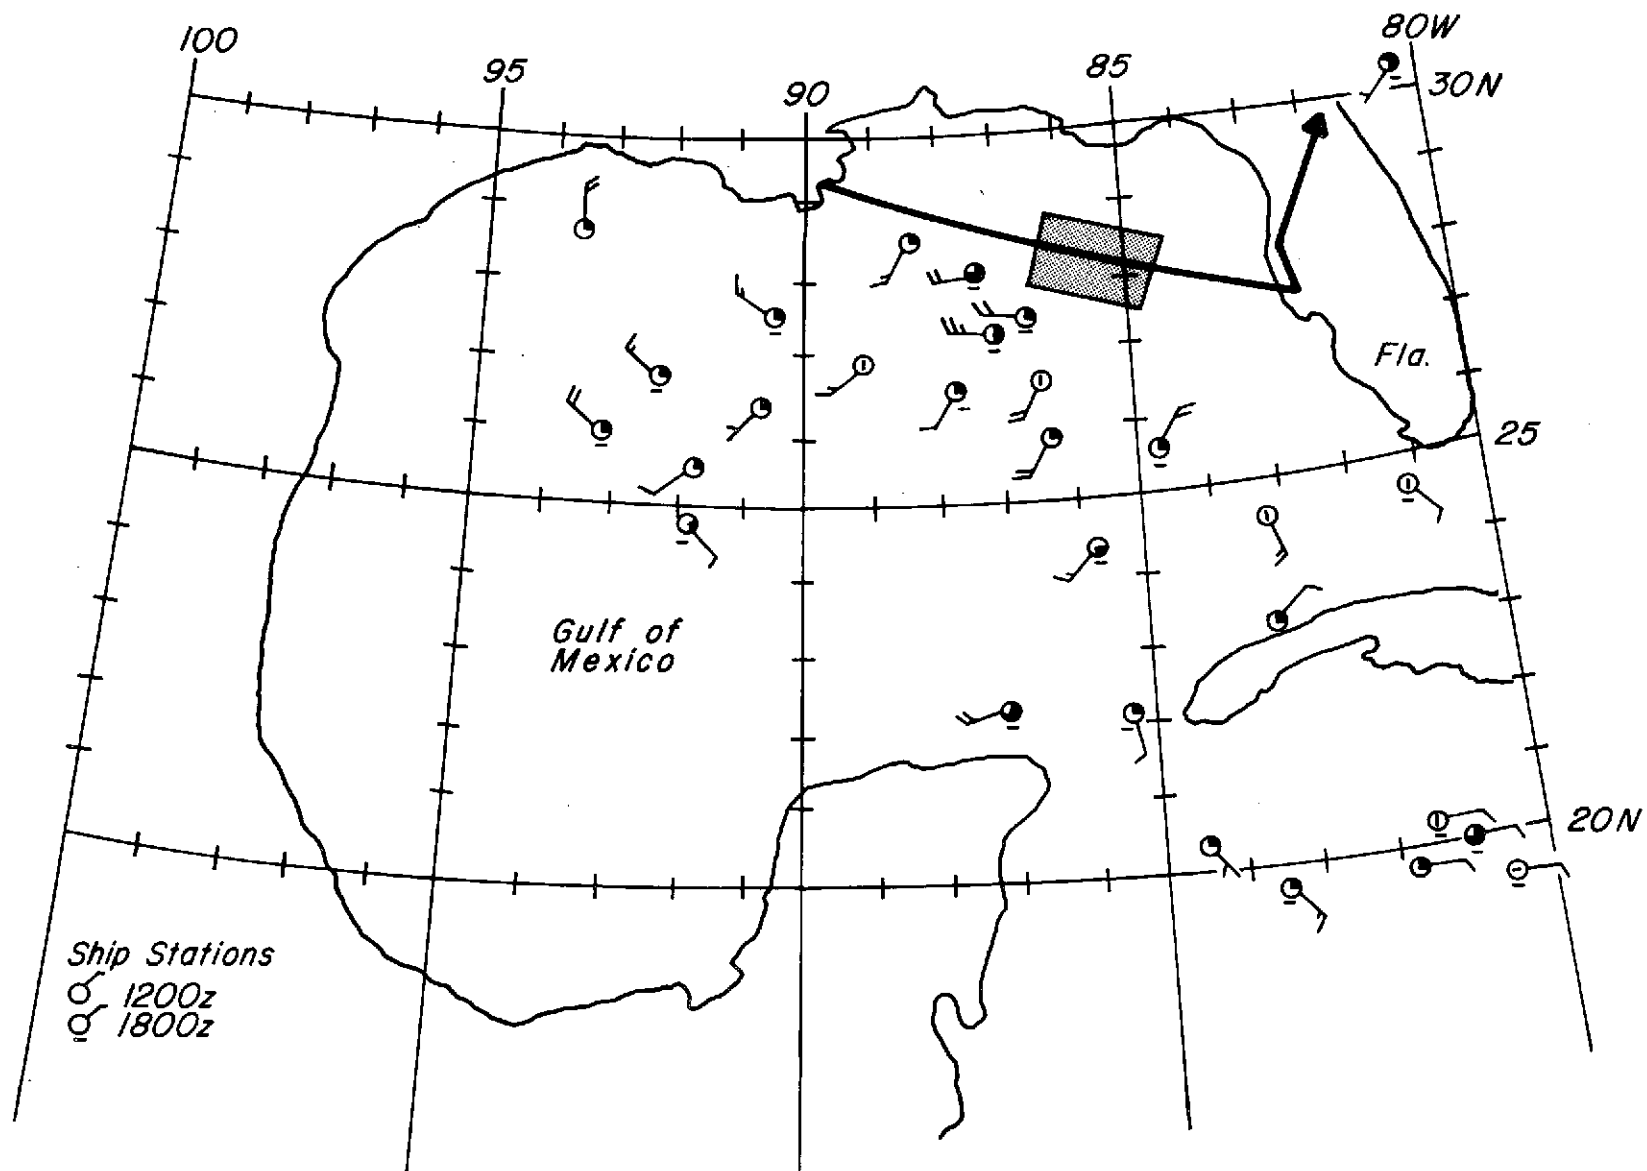 100
95
90
85
80W
30N
Fla.
25
Gulf of
Mexico
20N
Ship Stations
1200z
1800z